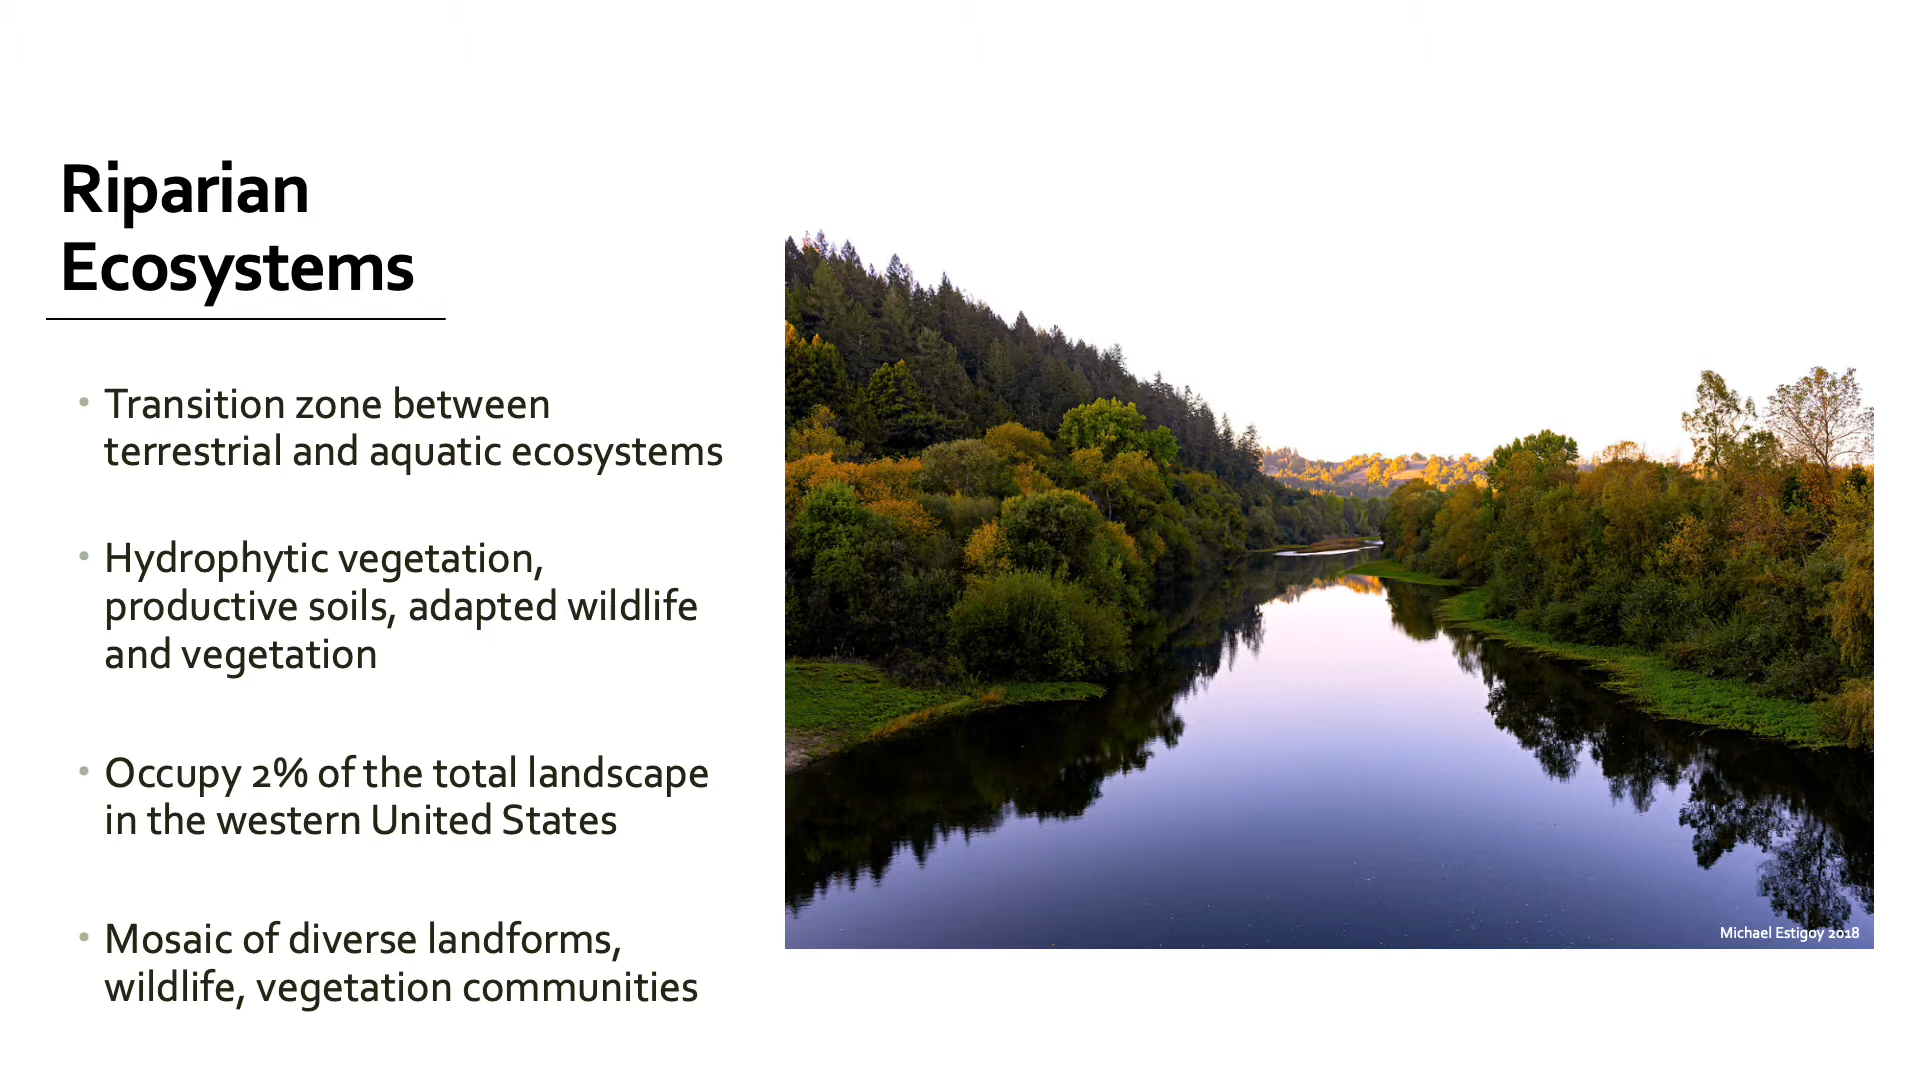 Riparian
Ecosystems
• Transition zone between
terrestrial and aquatic ecosystems
• Hydrophytic vegetation,
productive soils, adapted wildlife
and vegetation
• Occupy 2% of the total landscape
in the western United States
• Mosaic of diverse landforms,
wildlife, vegetation communities
Michael Estigoy 2018